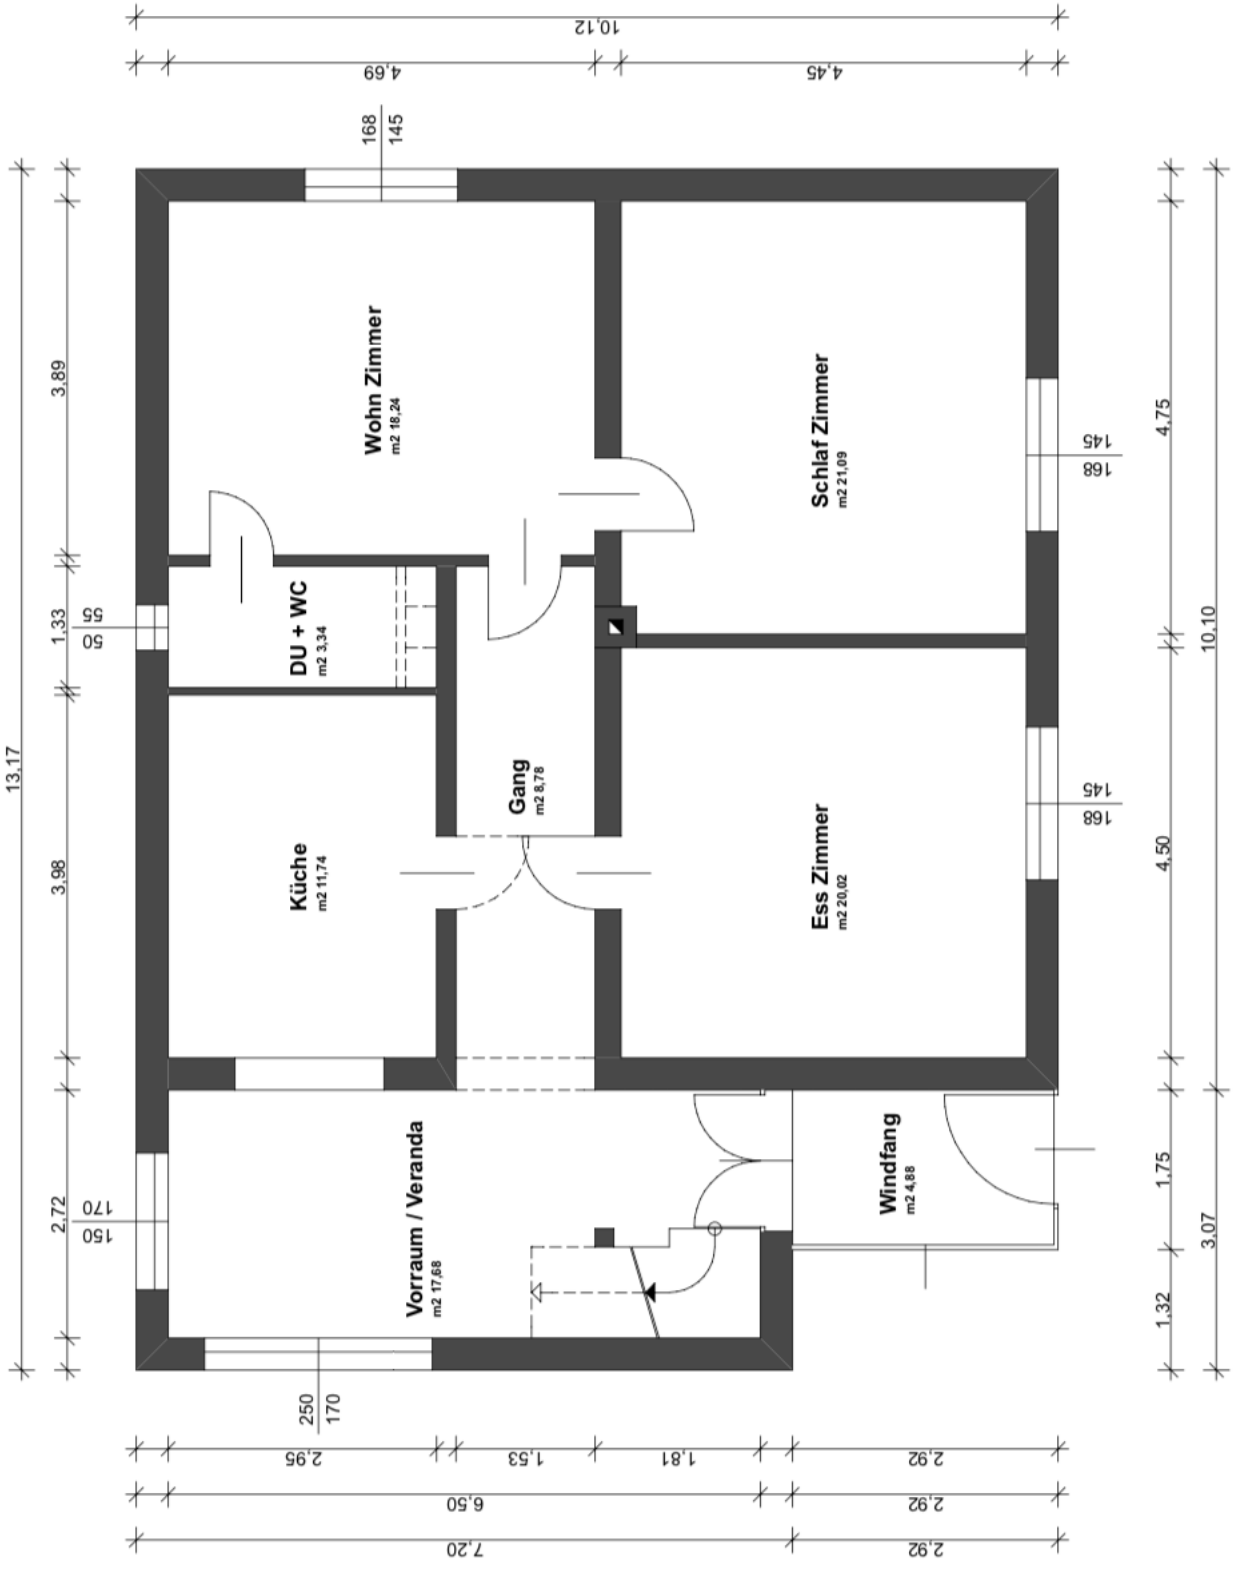 10,12
4,69
4,45
168
145
13,17
3,89
1,33
3,98
2,72
55
50
170
150
Wohn Zimmer
m2 18,24
Schlaf Zimmer
m2 21,09
DU + WC
m2 3,34
Gang
m2 8,78
Küche
m2 11,74
Ess Zimmer
m2 20,02
Vorraum / Veranda
m2 17,68
Windfang
m2 4,88
145
168
145
168
4,75
4,50
1,75
1,32
10,10
3,07
250
170
2,95
1,53
1,81
2,92
6,50
2,92
7,20
2,92